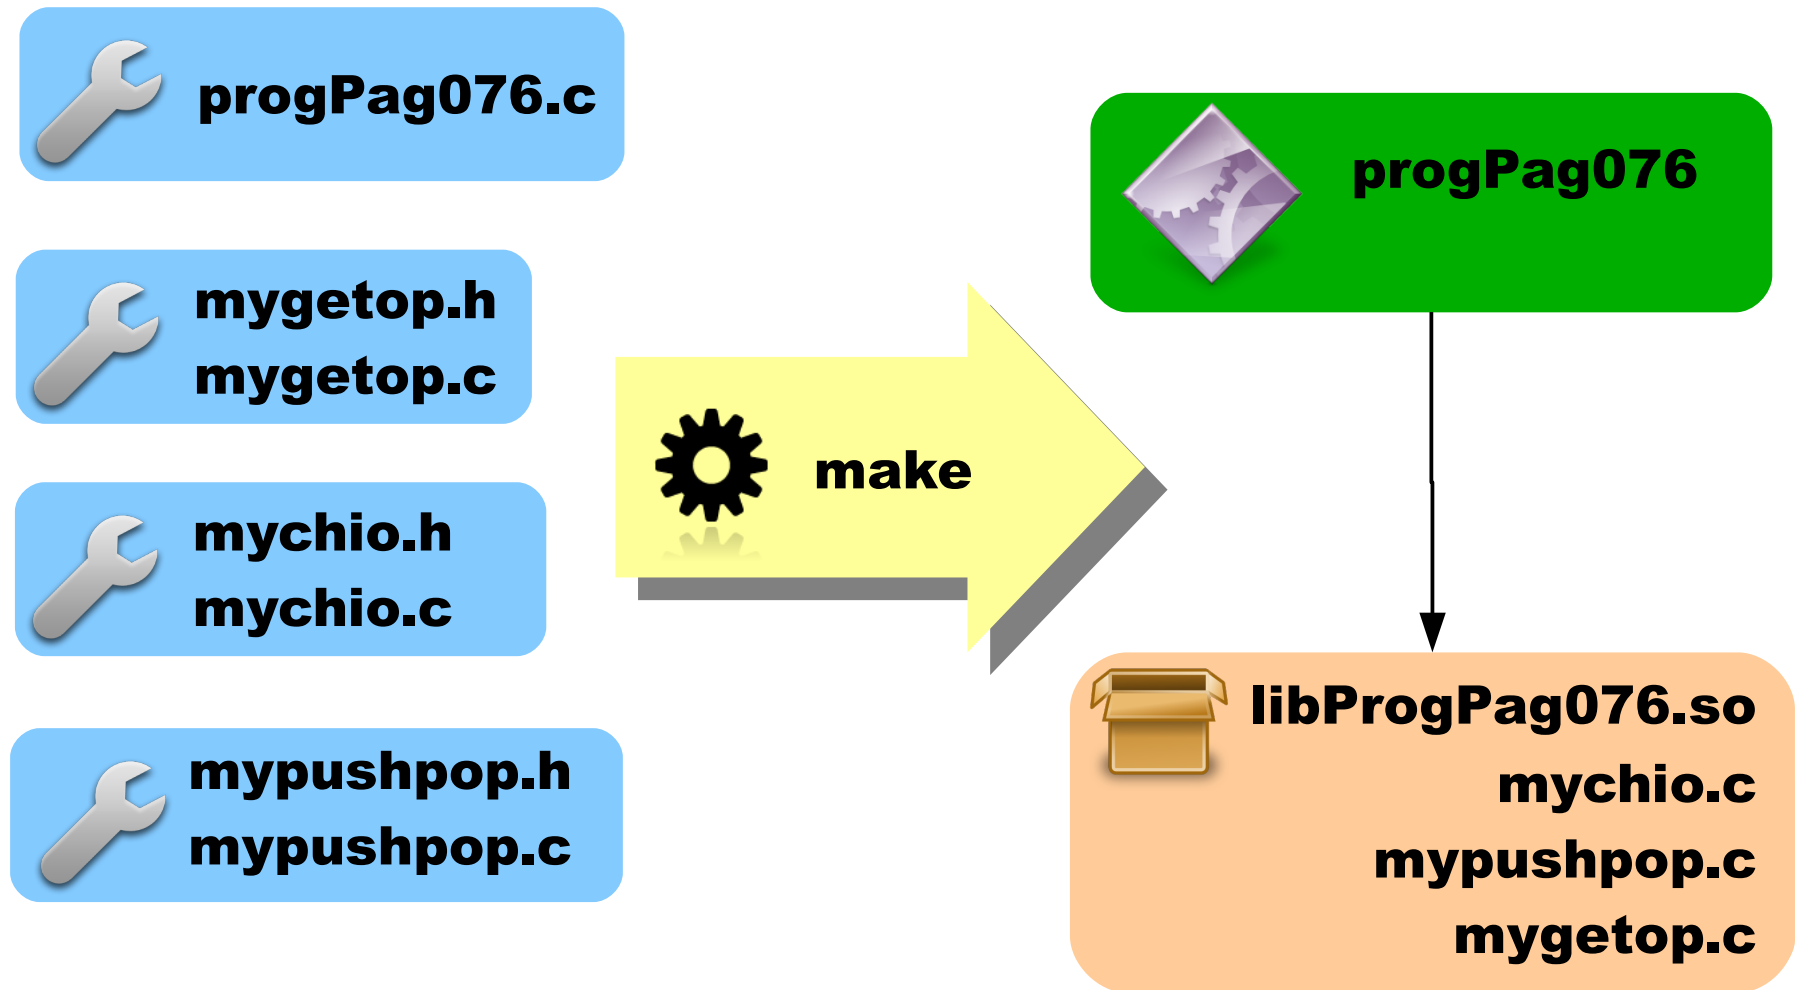 progPag076.c
mygetop.h
mygetop.c
mychio.h
mychio.c
mypushpop.h
mypushpop.c
make
progPag076
libProgPag076.so
mychio.c
mypushpop.c
mygetop.c